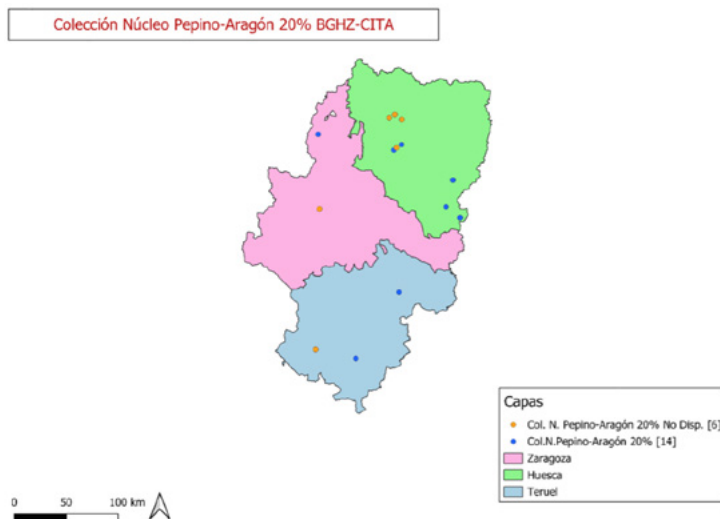 Colección Núcleo Pepino-Aragón 20% BGHZ-CITA
Capas
Col. N. Pepino-Aragón 20% No Disp. [6]
Col.N.Pepino-Aragón 20% [14]
Zaragoza
Huesca
Teruel
0 50 100 km